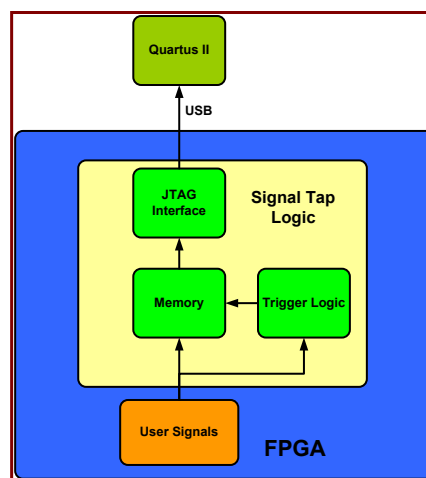 Quartus II
USB
JTAG
Interface
Signal Tap
Logic
Memory
Trigger Logic
User Signals
FPGA